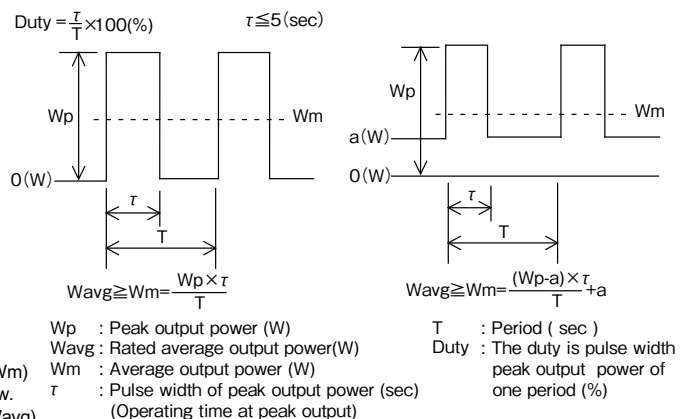 Duty = τ/T ×100(%)
τ≦5(sec)
Wp
Wm
0(W)
τ
T
Wavg≧Wm= Wp×τ/T
Wp
Wm
a(W)
0(W)
τ
T
Wavg≧Wm= (Wp-a)×τ/T +a
Wp : Peak output power (W)
Wavg : Rated average output power(W)
Wm : Average output power (W)
τ : Pulse width of peak output power (sec)
(Operating time at peak output)
T : Period ( sec )
Duty : The duty is pulse width
peak output power of
one period (%)
Wm)
w.